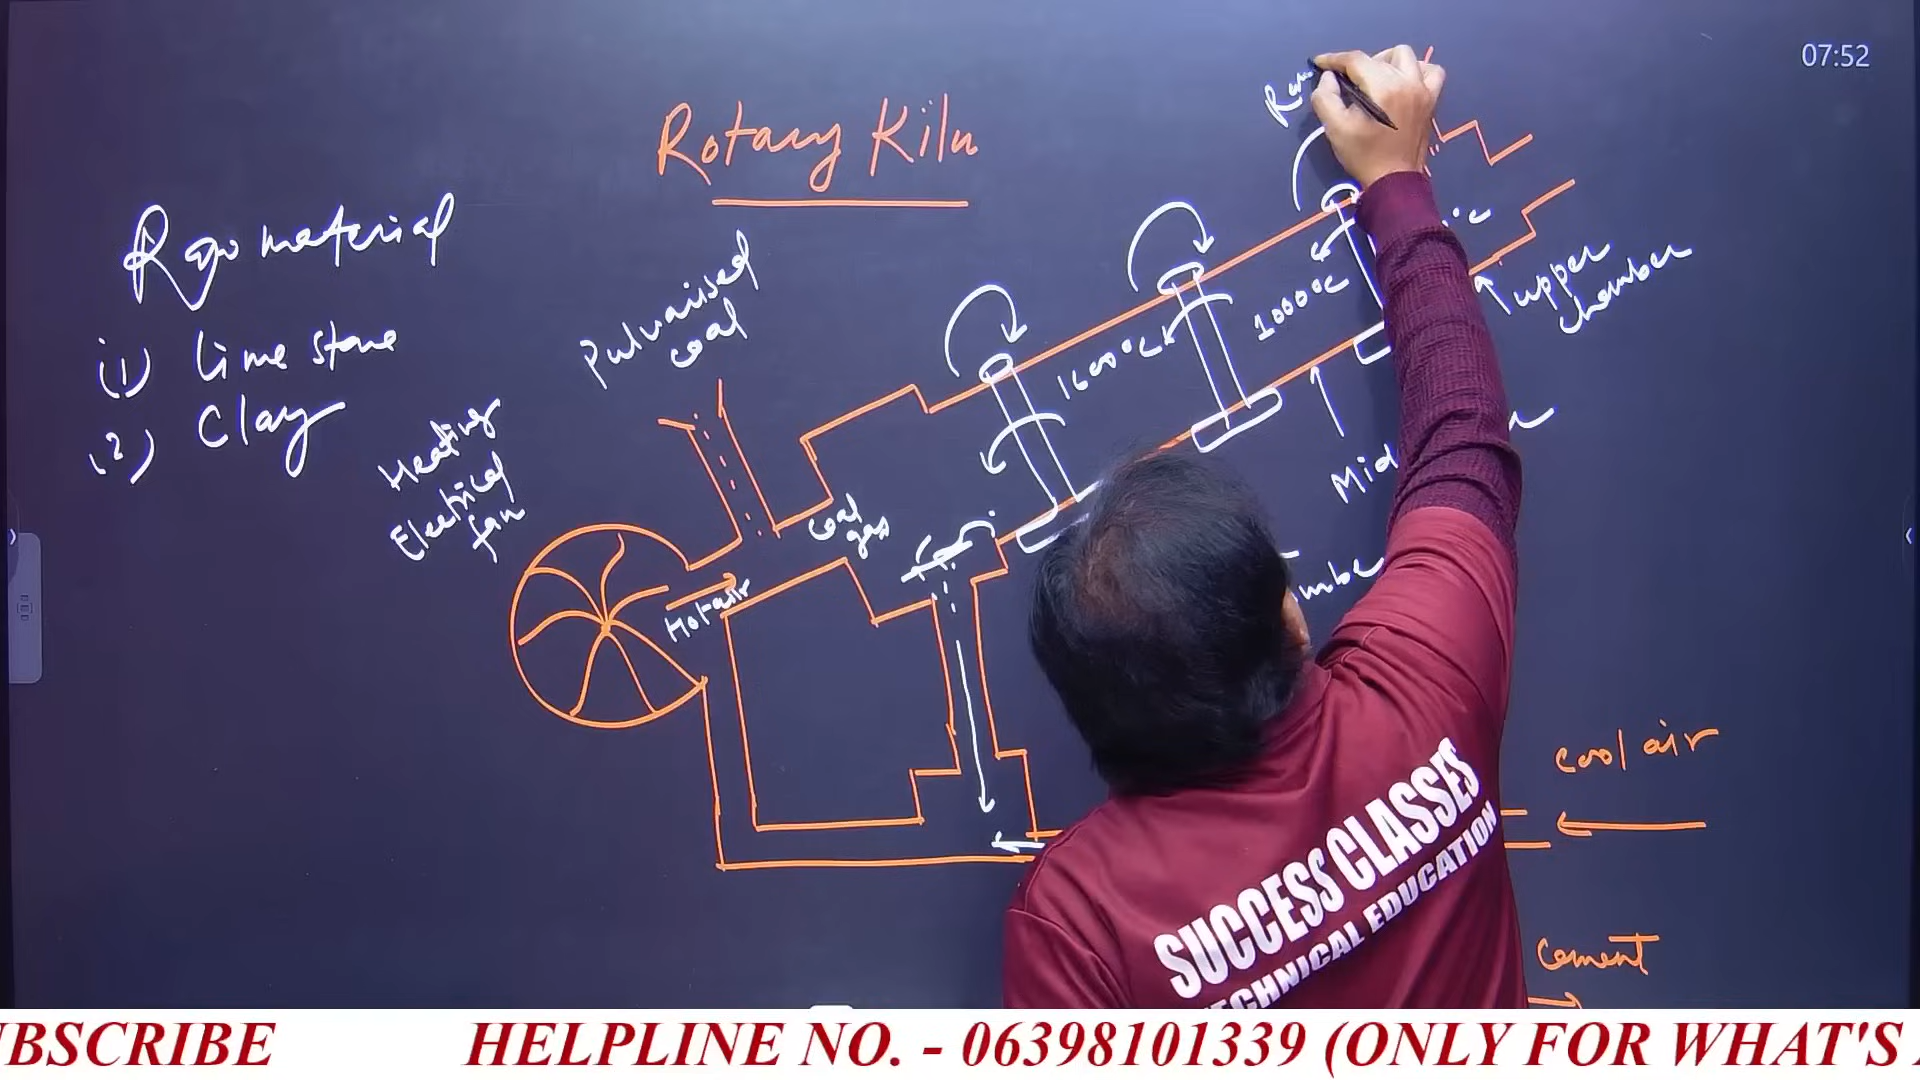 07:52
Rotary Kiln
Raw material
(1) Lime stone
(2) Clay
Pulvarised
coal
Heating
Electrical
fan
Hot air
Coal
gas
1600°C
1000°C
upper
chamber
Mid
cool air
cement
SUCCESS CLASSES
TECHNICAL EDUCATION
UBSCRIBE HELPLINE NO. - 06398101339 (ONLY FOR WHAT'S